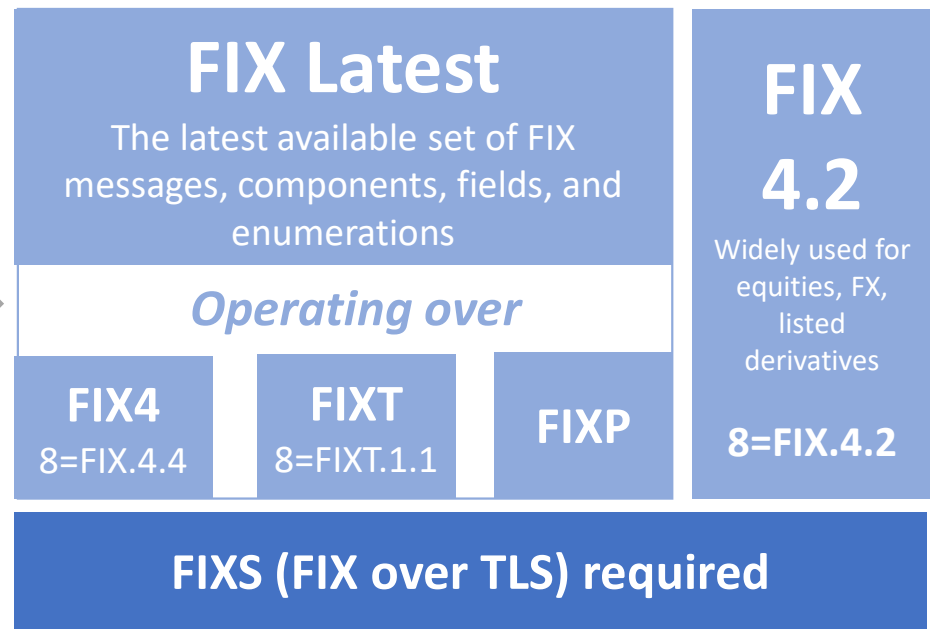 FIX Latest
The latest available set of FIX
messages, components, fields, and
enumerations
Operating over
FIX4
8=FIX.4.4
FIXT
8=FIXT.1.1
FIXP
FIX
4.2
Widely used for
equities, FX,
listed
derivatives
8=FIX.4.2
FIXS (FIX over TLS) required